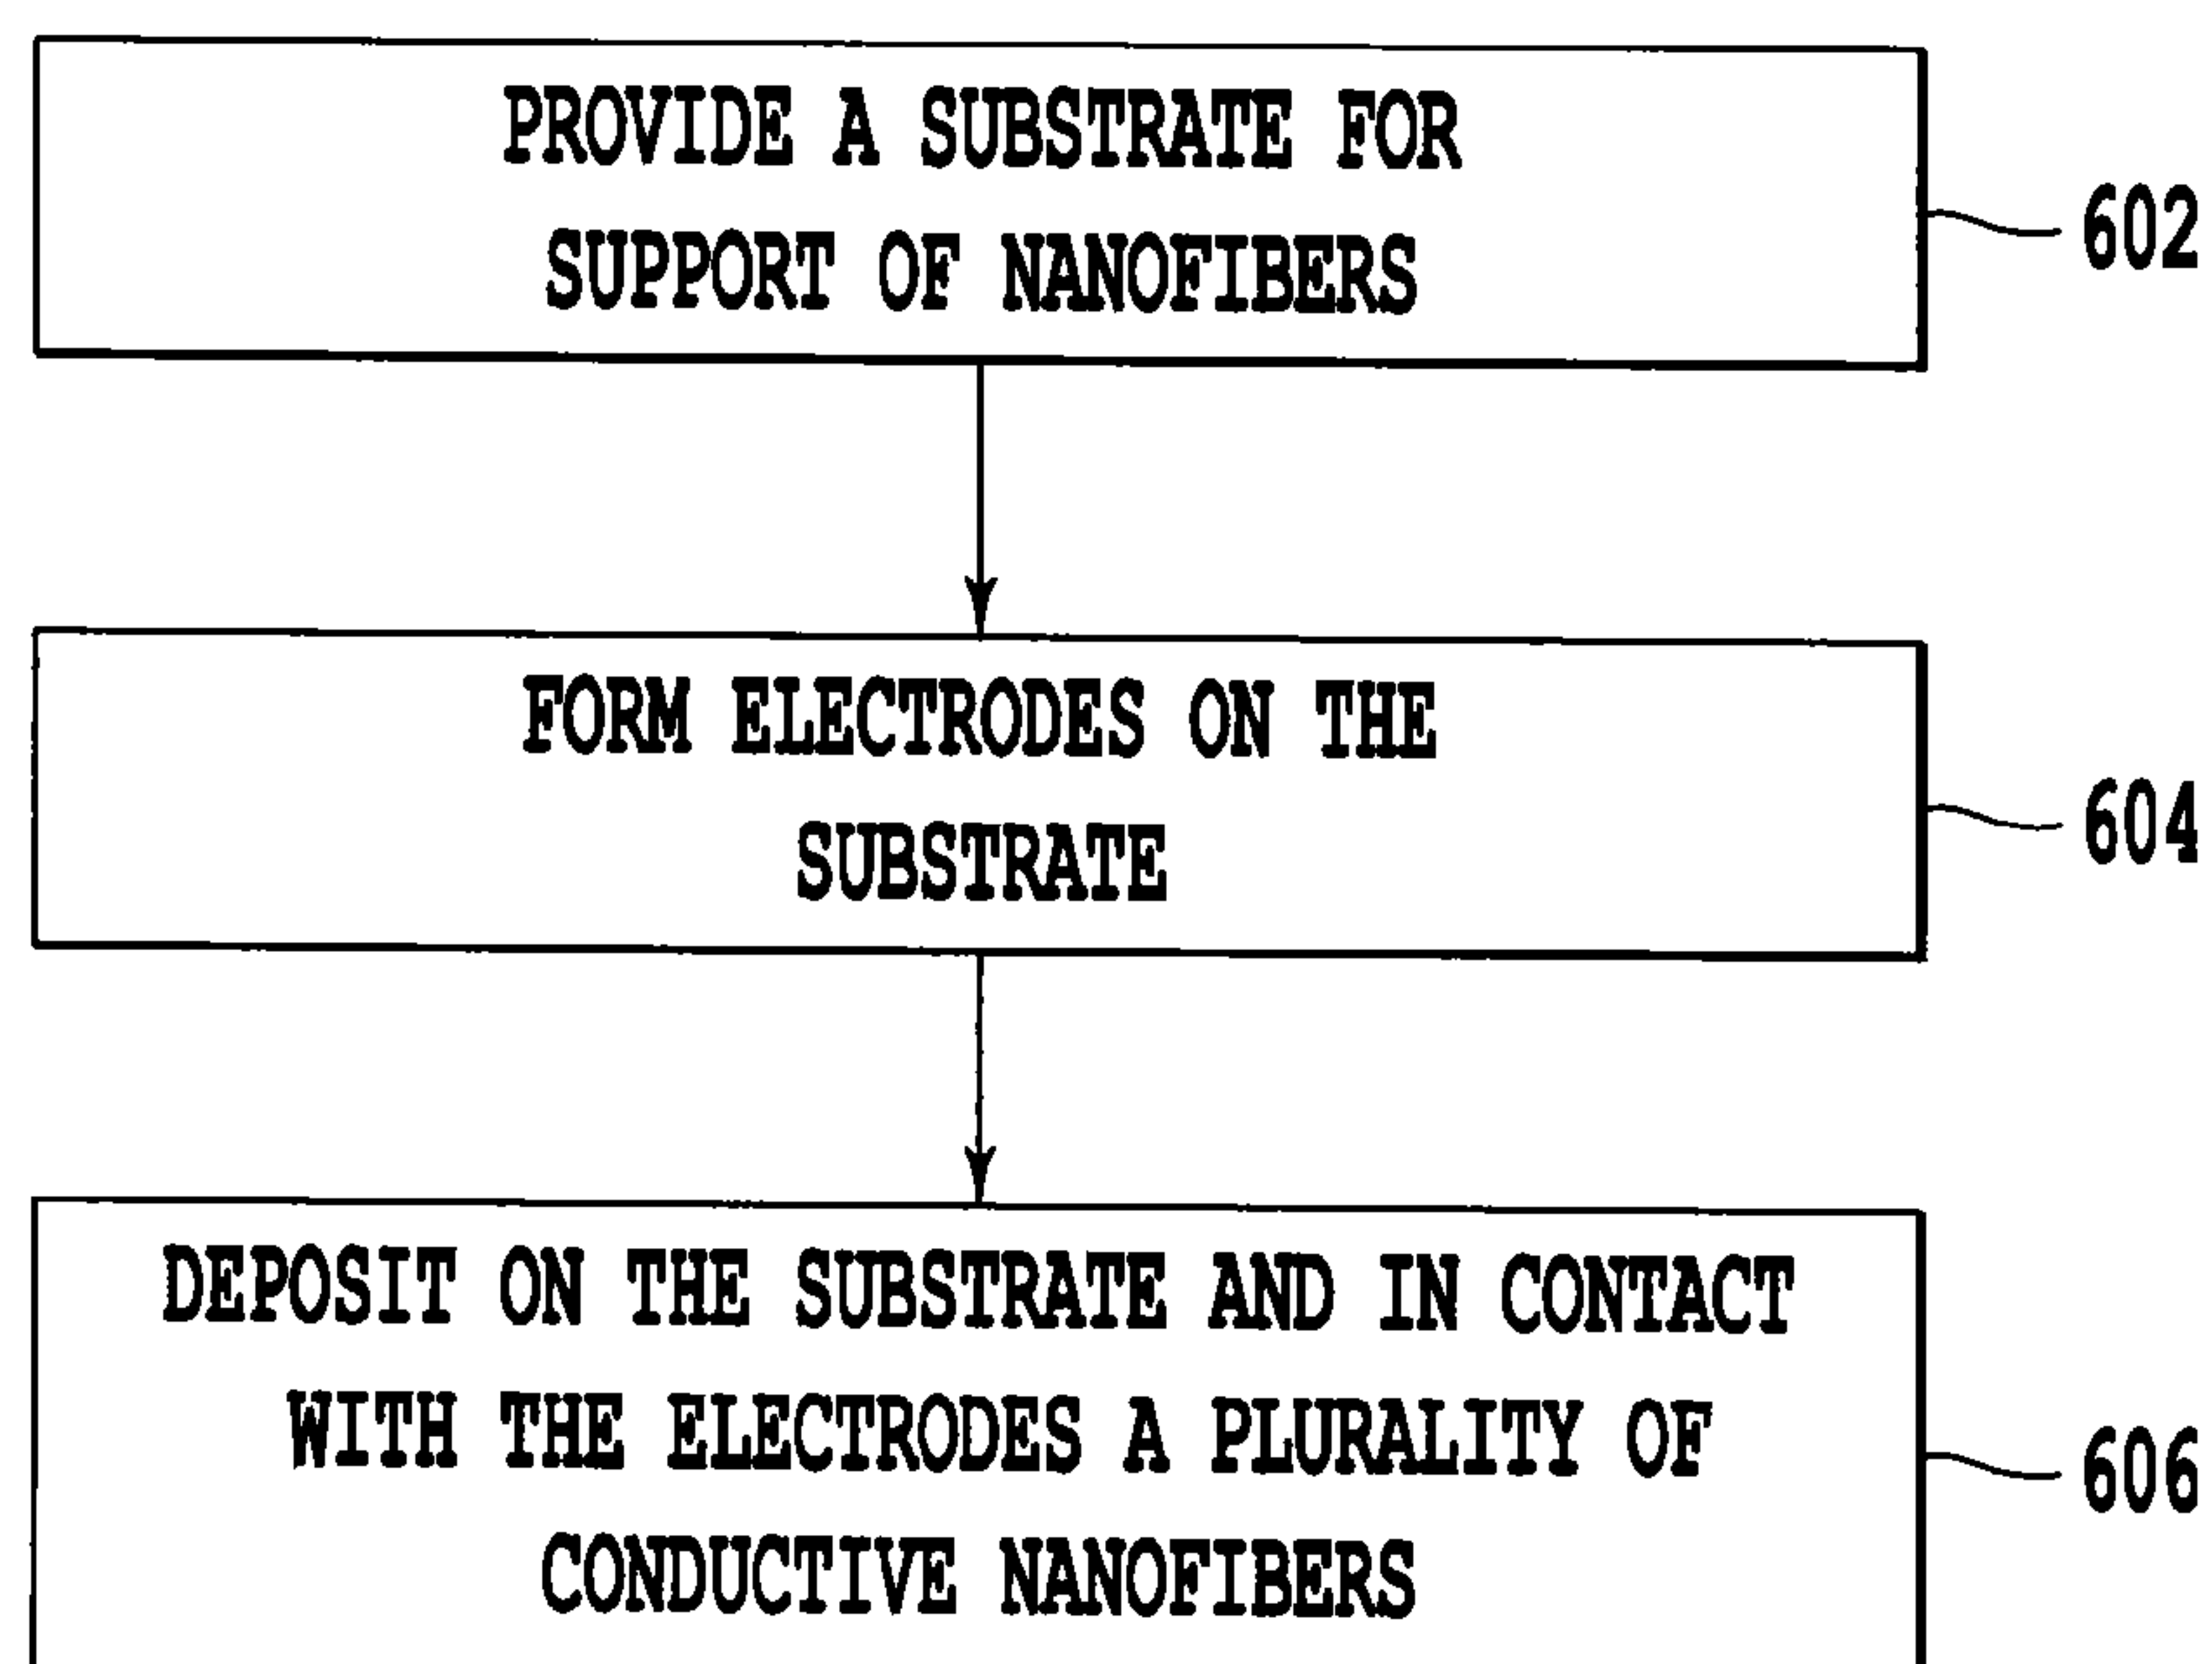 PROVIDE A SUBSTRATE FOR
SUPPORT OF NANOFIBERS
602
FORM ELECTRODES ON THE
SUBSTRATE
604
DEPOSIT ON THE SUBSTRATE AND IN CONTACT
WITH THE ELECTRODES A PLURALITY OF
CONDUCTIVE NANOFIBERS
606